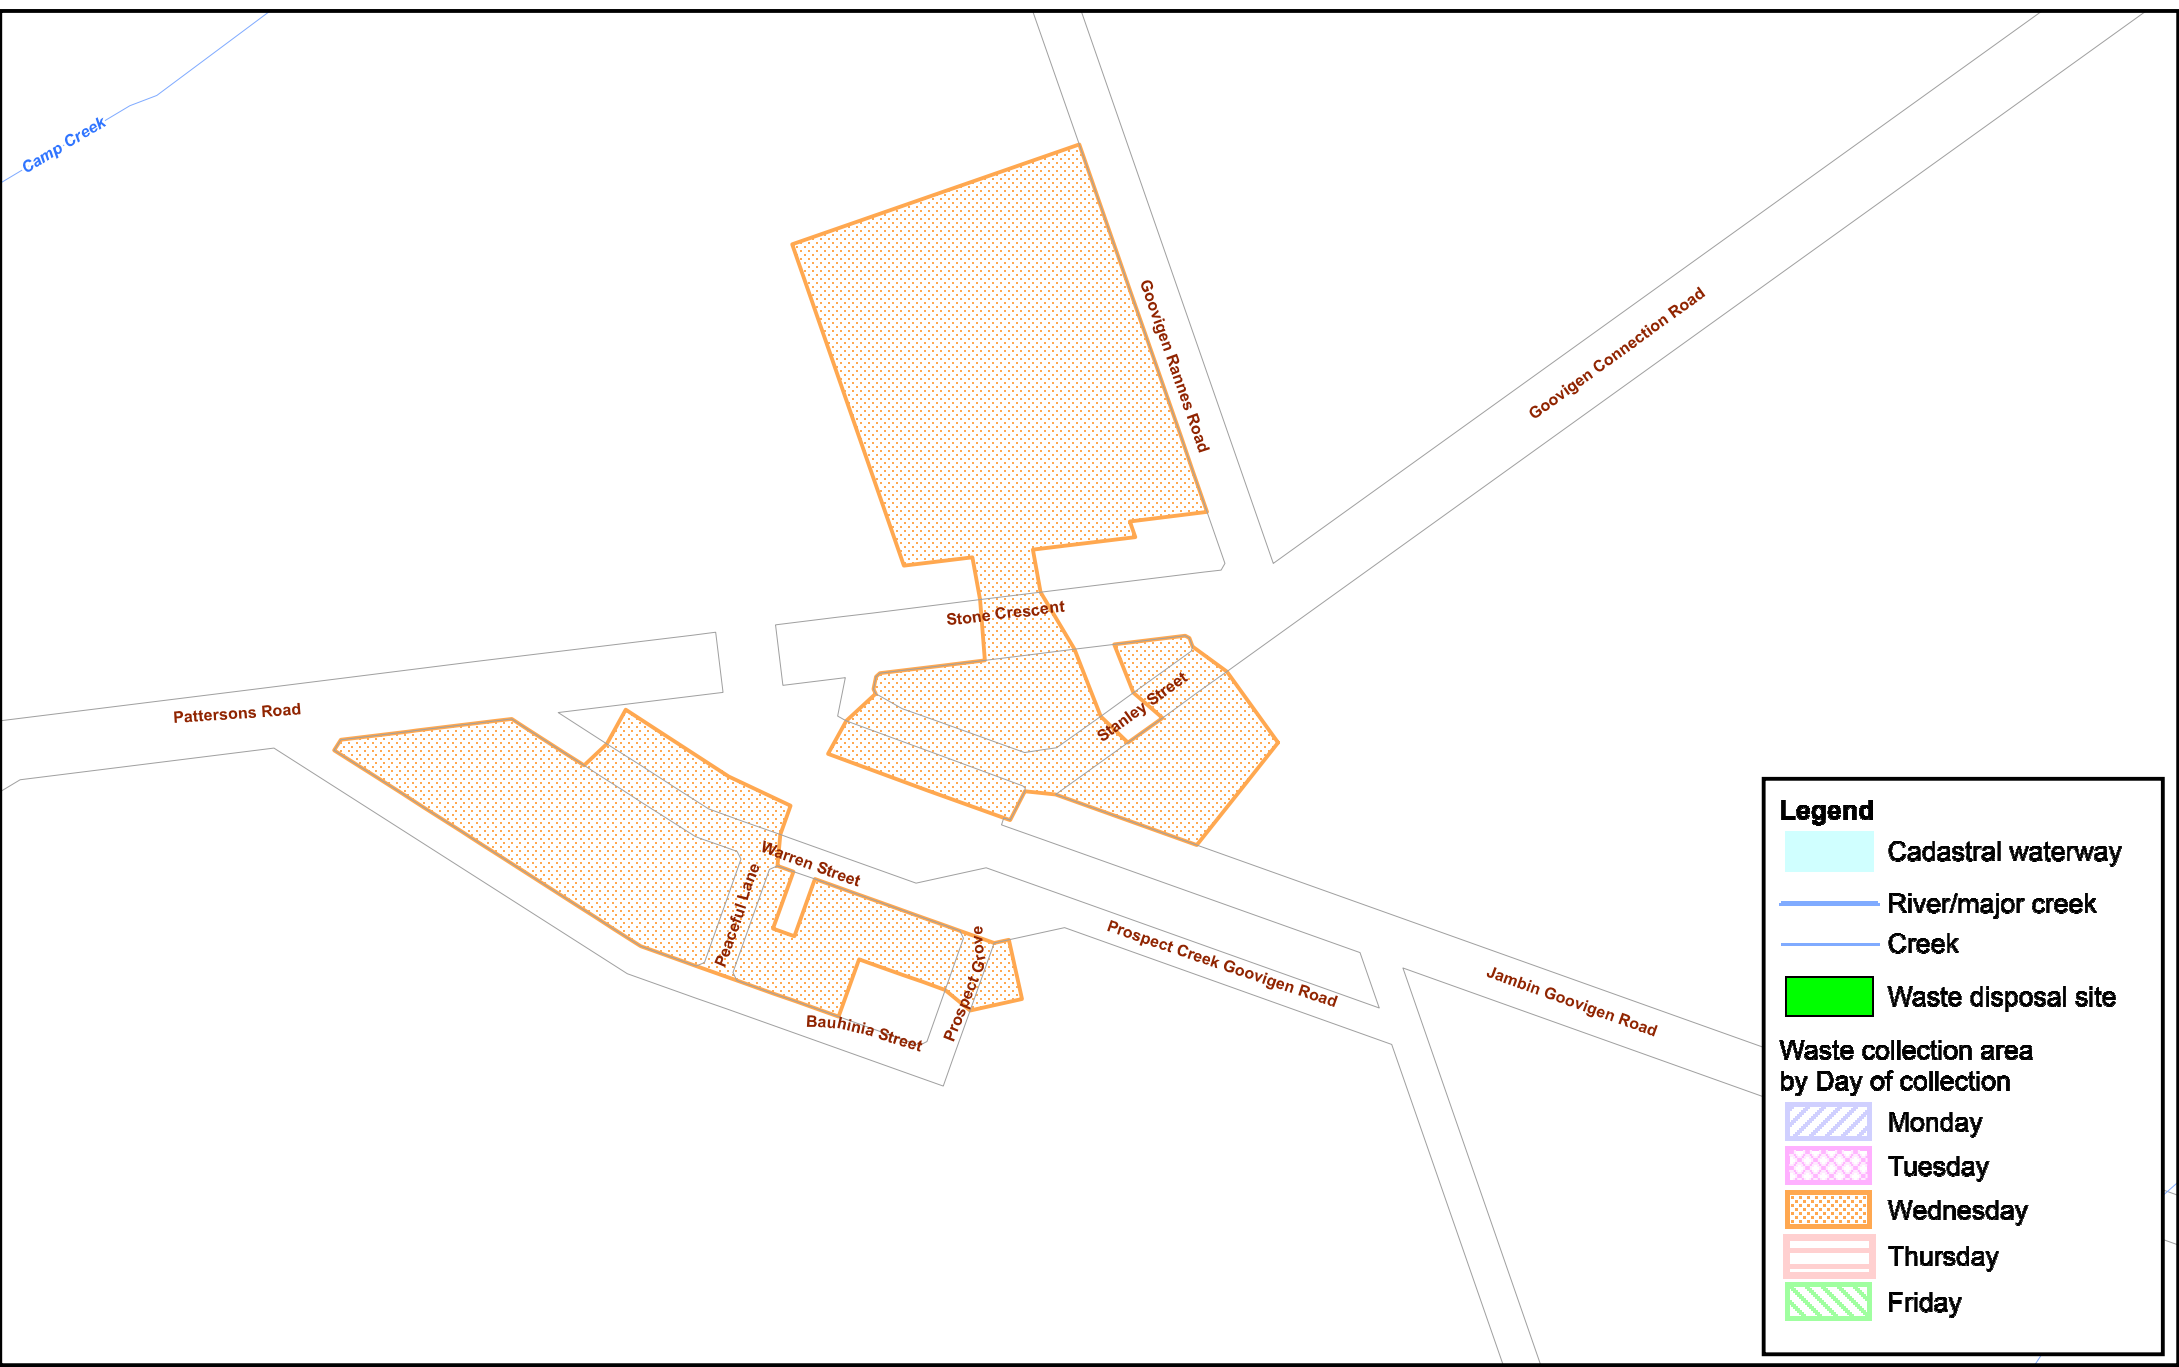 Camp Creek
Goovigen Rannes Road
Goovigen Connection Road
Stone Crescent
Stanley Street
Pattersons Road
Warren Street
Peaceful Lane
Prospect Grove
Prospect Creek Goovigen Road
Jambin Goovigen Road
Bauhinia Street
Legend
Cadastral waterway
River/major creek
Creek
Waste disposal site
Waste collection area
by Day of collection
Monday
Tuesday
Wednesday
Thursday
Friday